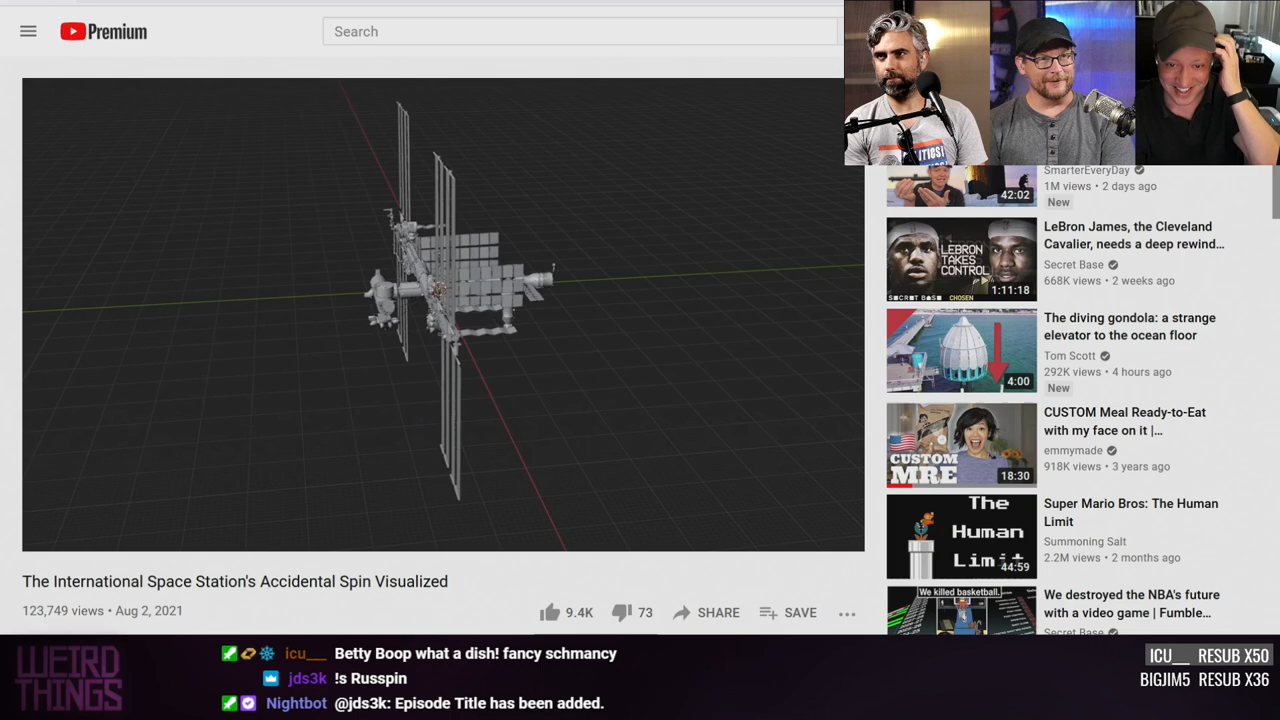 Premium
Search
SmarterEveryDay
1M views • 2 days ago
New
42:02
LeBron James, the Cleveland
Cavalier, needs a deep rewind...
Secret Base
668K views • 2 weeks ago
LEBRON
TAKES
CONTROL
CHOSEN
1:11:18
The diving gondola: a strange
elevator to the ocean floor
Tom Scott
292K views • 4 hours ago
New
4:00
CUSTOM Meal Ready-to-Eat
with my face on it |...
emmymade
918K views • 3 years ago
CUSTOM
MRE
18:30
Super Mario Bros: The Human
Limit
Summoning Salt
2.2M views • 2 months ago
The
Human
Limit
44:59
We destroyed the NBA's future
with a video game | Fumble...
Secret Base
We killed basketball.
The International Space Station's Accidental Spin Visualized
123,749 views • Aug 2, 2021
9.4K
73
SHARE
SAVE
WEIRD
THINGS
icu___ Betty Boop what a dish! fancy schmancy
jds3k !s Russpin
Nightbot @jds3k: Episode Title has been added.
ICU___ RESUB X50
BIGJIM5 RESUB X36